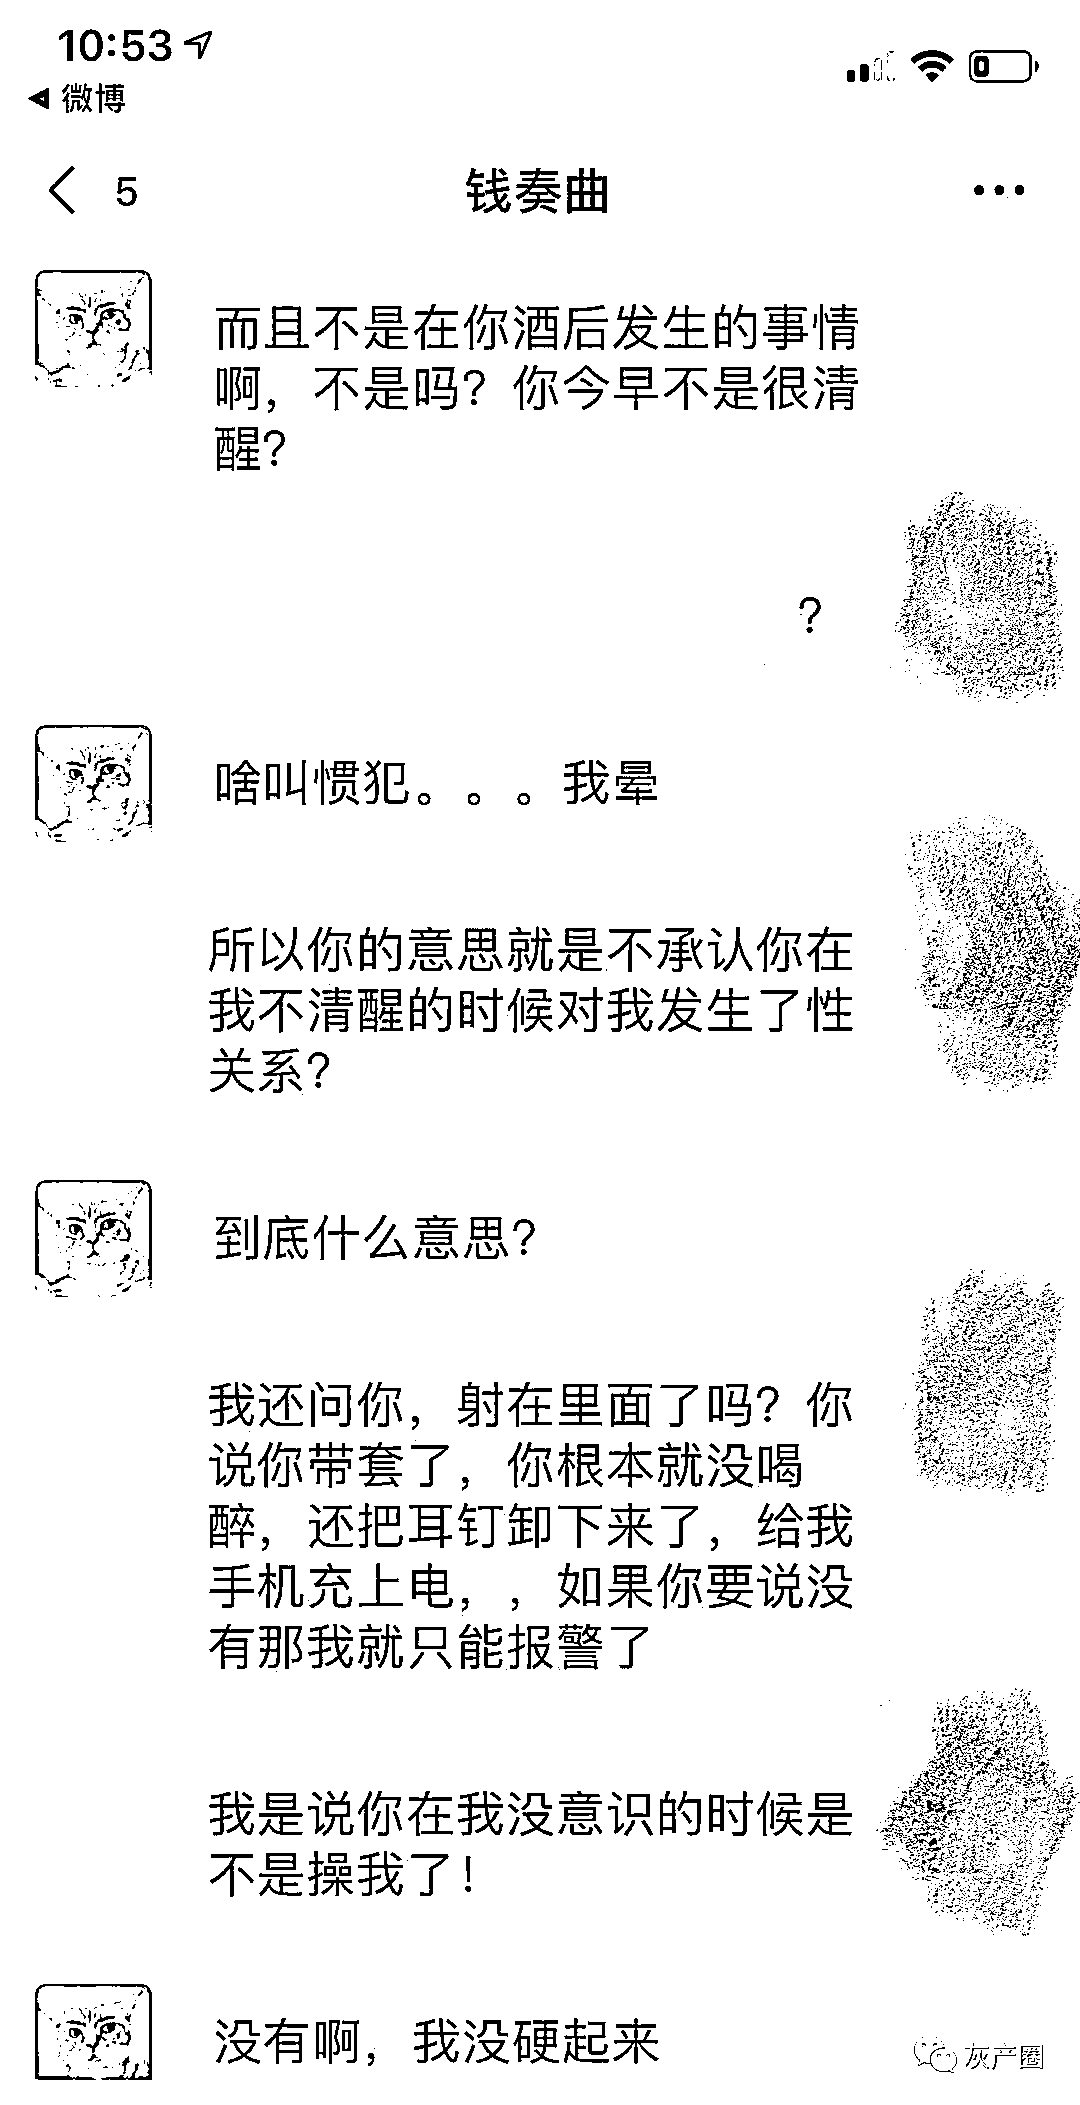 10:53
微博
5
钱奏曲
而且不是在你酒后发生的事情
啊，不是吗？你今早不是很清
醒？
？
啥叫惯犯。。。我晕
所以你的意思就是不承认你在
我不清醒的时候对我发生了性
关系？
到底什么意思？
我还问你，射在里面了吗？你
说你带套了，你根本就没喝
醉，还把耳钉卸下来了，给我
手机充上电，，如果你要说没
有那我就只能报警了
我是说你在我没意识的时候是
不是操我了！
没有啊，我没硬起来
灰产圈